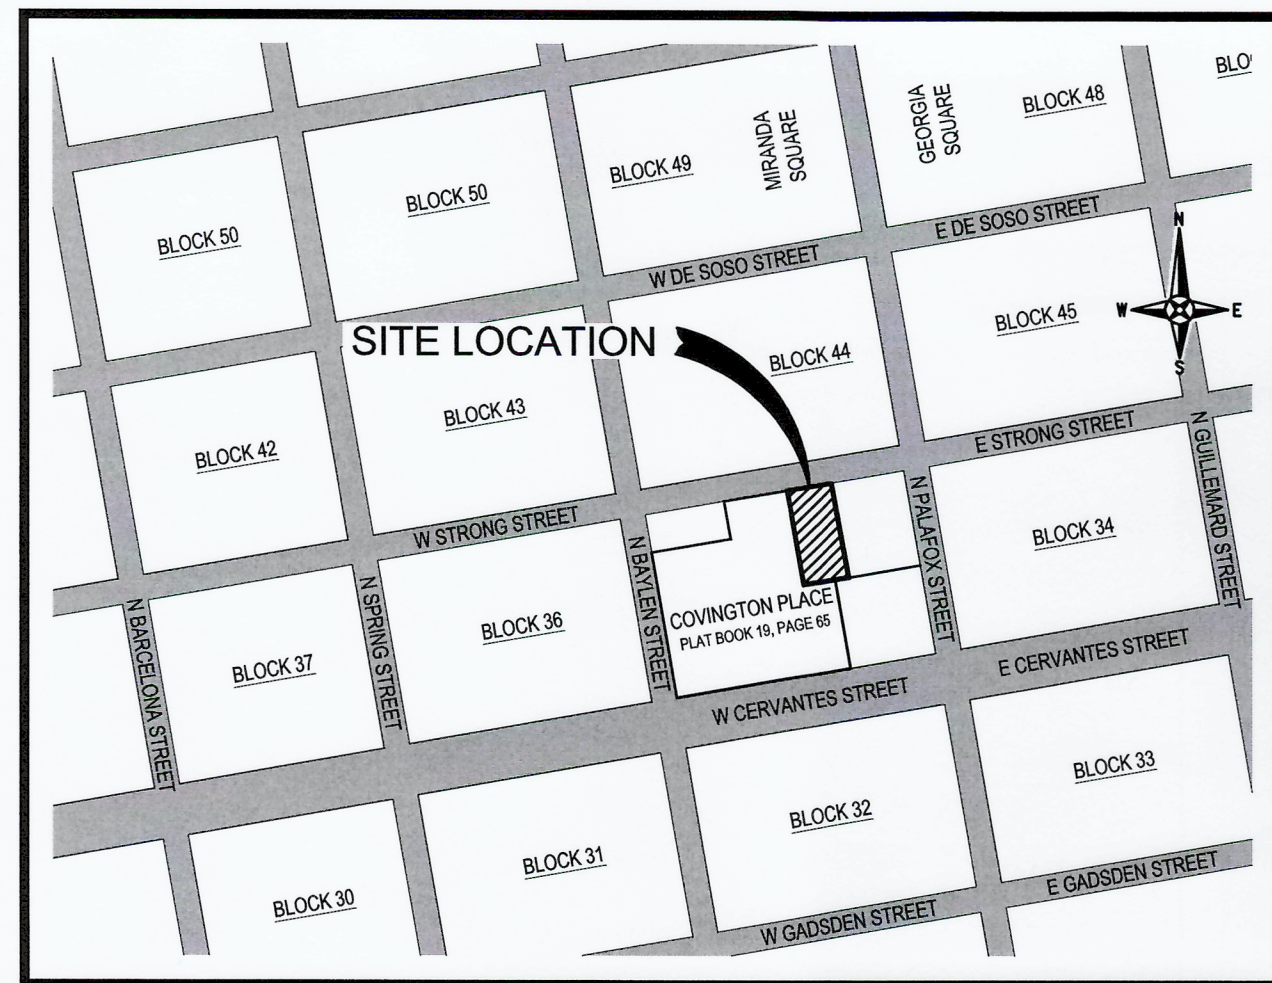 BLO
BLOCK 48
GEORGIA
SQUARE
MIRANDA
SQUARE
BLOCK 49
BLOCK 50
BLOCK 50
E DE SOSO STREET
W DE SOSO STREET
N
W
E
S
BLOCK 45
SITE LOCATION
BLOCK 44
BLOCK 43
BLOCK 42
E STRONG STREET
W STRONG STREET
N GUILLEMARD STREET
N PALAFOX STREET
N BAYLEN STREET
N SPRING STREET
N BARCELONA STREET
BLOCK 34
COVINGTON PLACE
PLAT BOOK 19, PAGE 65
BLOCK 36
BLOCK 37
E CERVANTES STREET
W CERVANTES STREET
BLOCK 33
BLOCK 32
BLOCK 31
BLOCK 30
E GADSDEN STREET
W GADSDEN STREET